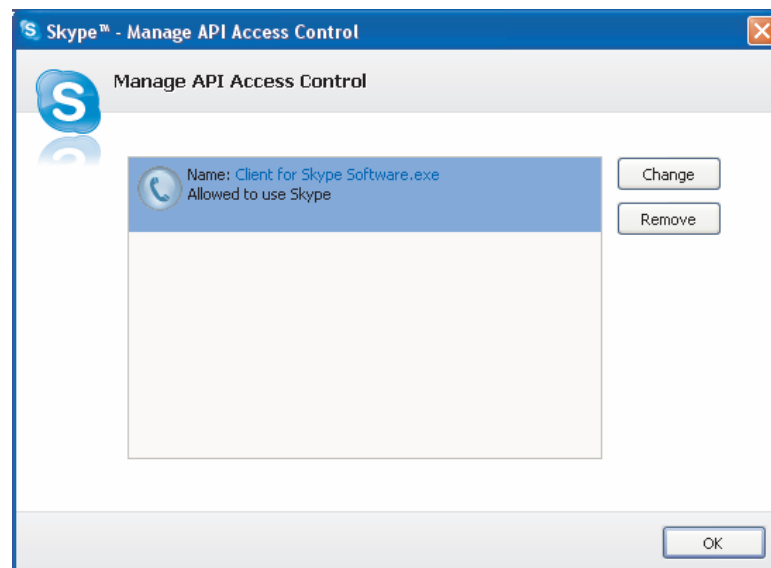 Skype™ - Manage API Access Control
Manage API Access Control
Name: Client for Skype Software.exe
Allowed to use Skype
Change
Remove
OK